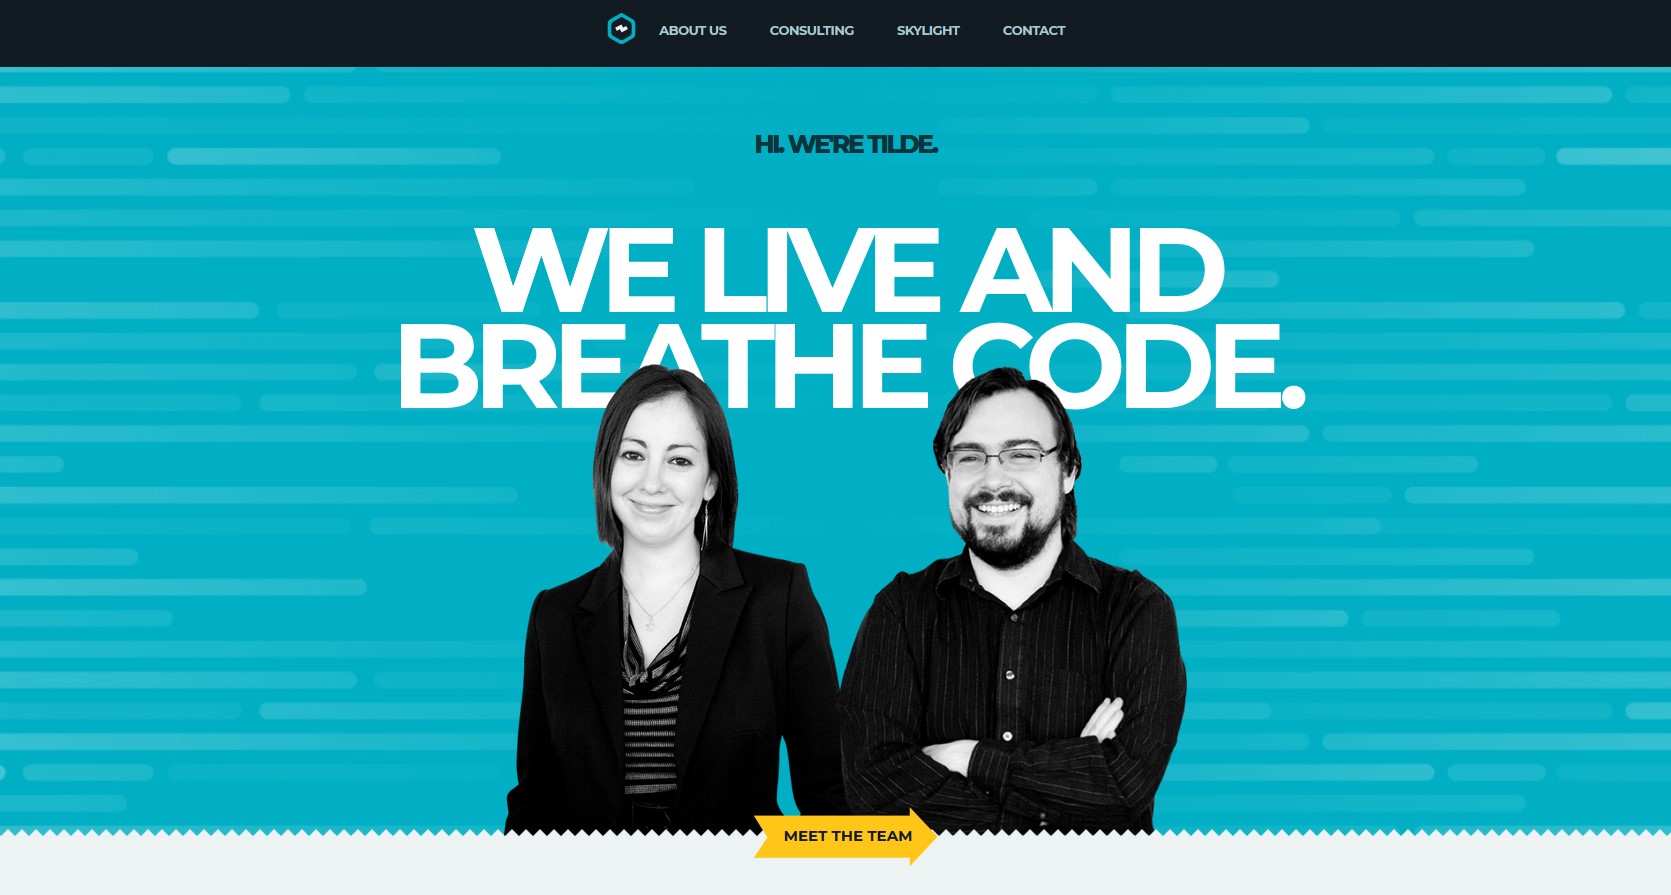 ABOUT US CONSULTING SKYLIGHT CONTACT
HI. WE'RE TILDE.
WE LIVE AND
BREATHE CODE.
MEET THE TEAM